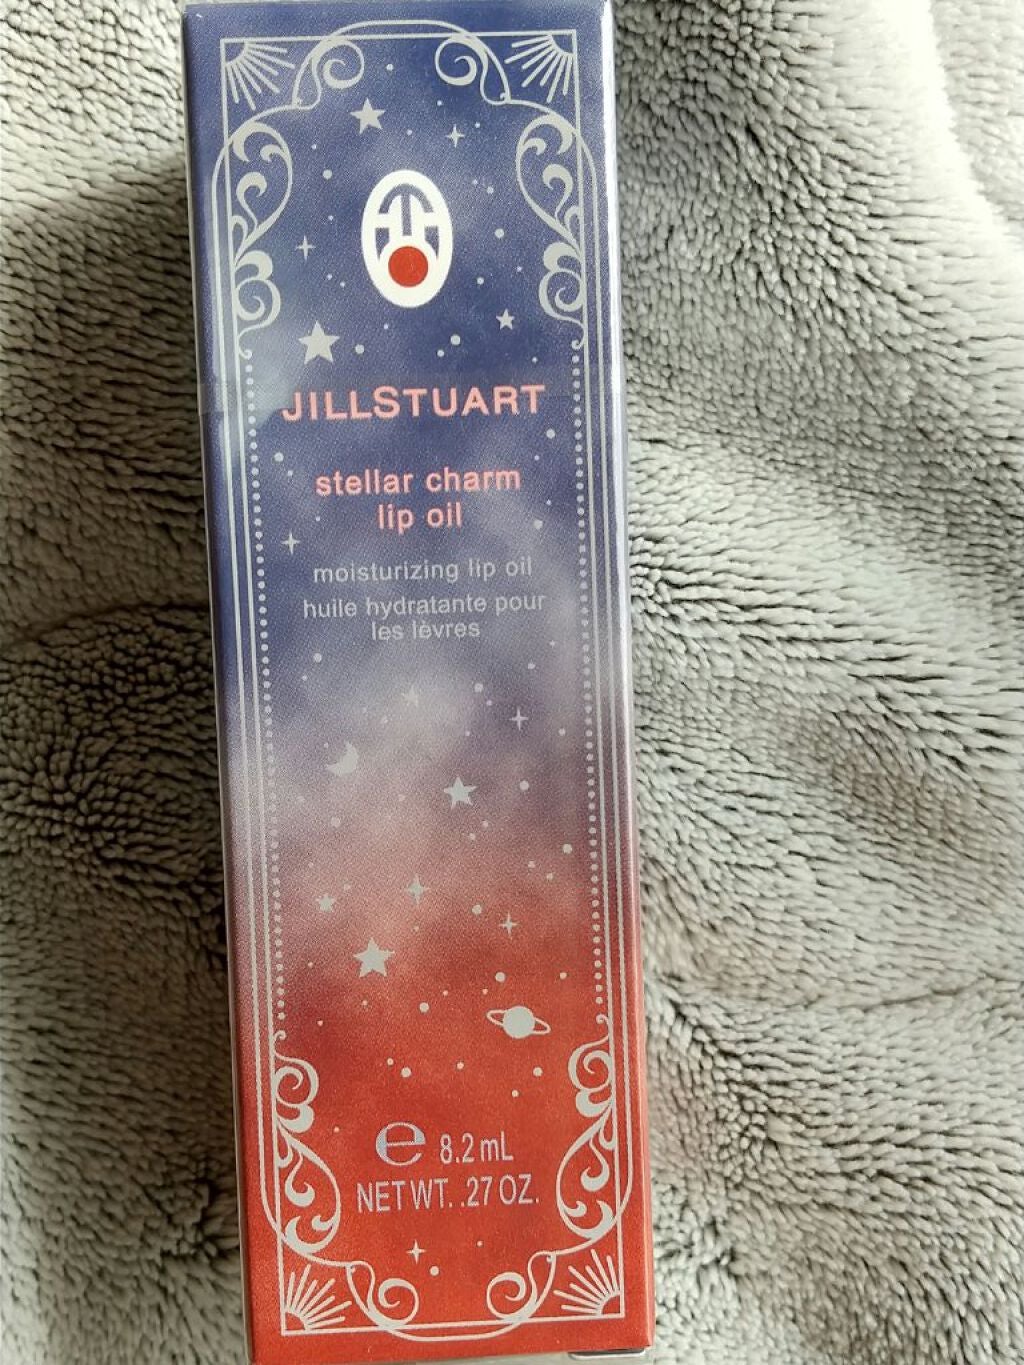 JILLSTUART
stellar charm
lip oil
moisturizing lip oil
huile hydratante pour
les lèvres
℮ 8.2 mL
NET WT. .27 OZ.